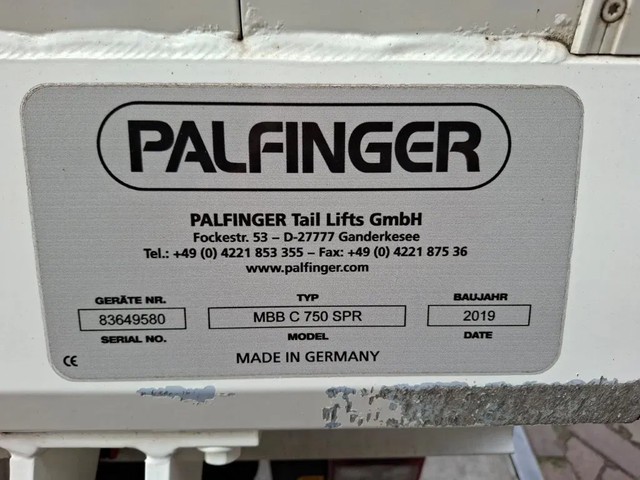 PALFINGER
PALFINGER Tail Lifts GmbH
Fockestr. 53 – D-27777 Ganderkesee
Tel.: +49 (0) 4221 853 355 – Fax: +49 (0) 4221 875 36
www.palfinger.com
GERÄTE NR. TYP BAUJAHR
83649580 MBB C 750 SPR 2019
SERIAL NO. MODEL DATE
CE MADE IN GERMANY